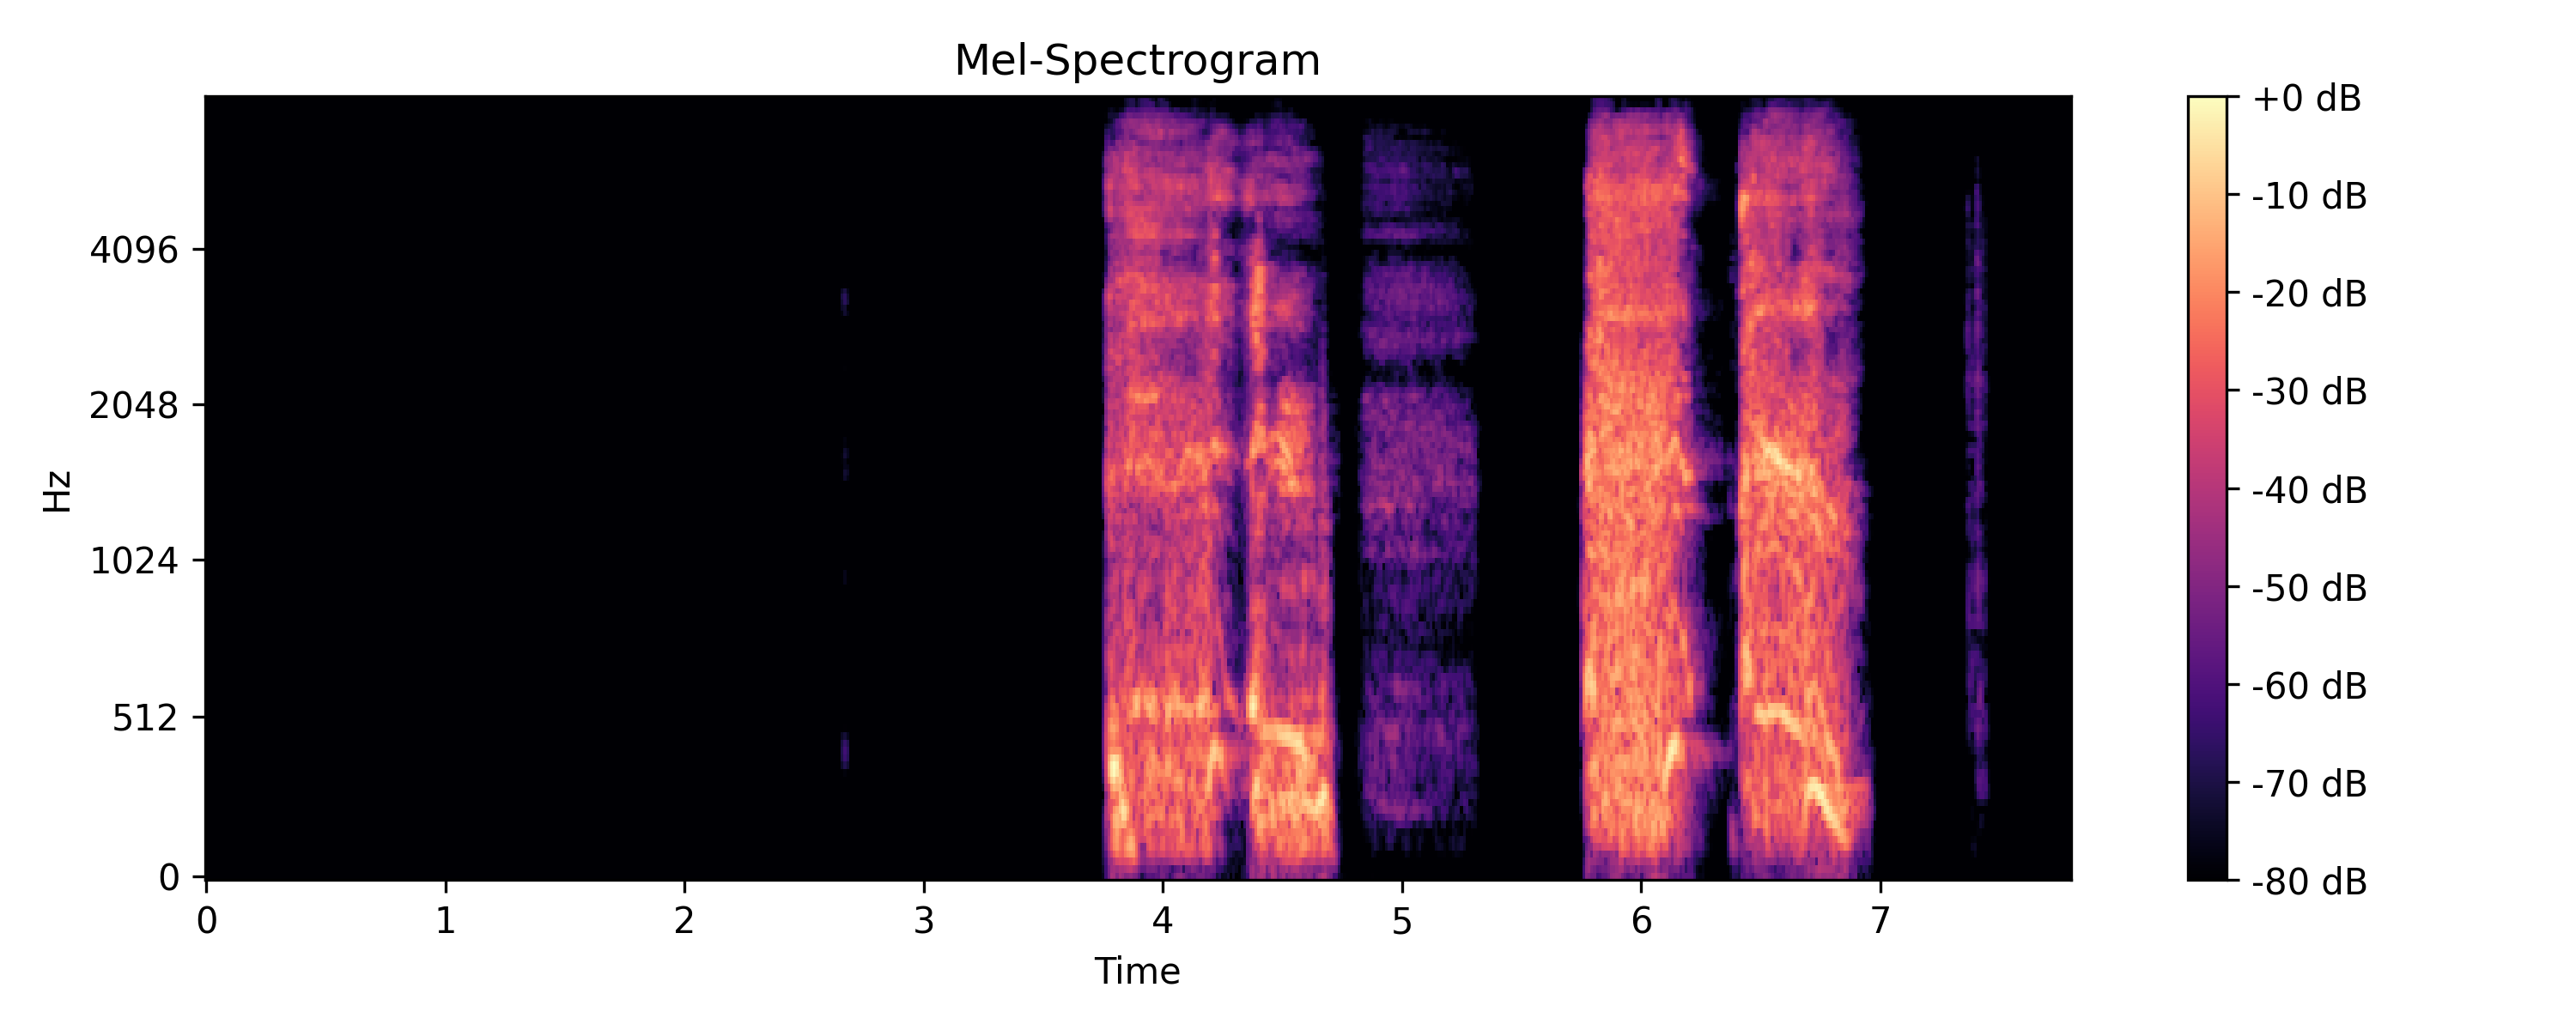 Mel-Spectrogram
+0 dB
-10 dB
-20 dB
-30 dB
-40 dB
-50 dB
-60 dB
-70 dB
-80 dB
Hz
4096
2048
1024
512
0
0 1 2 3 4 5 6 7
Time